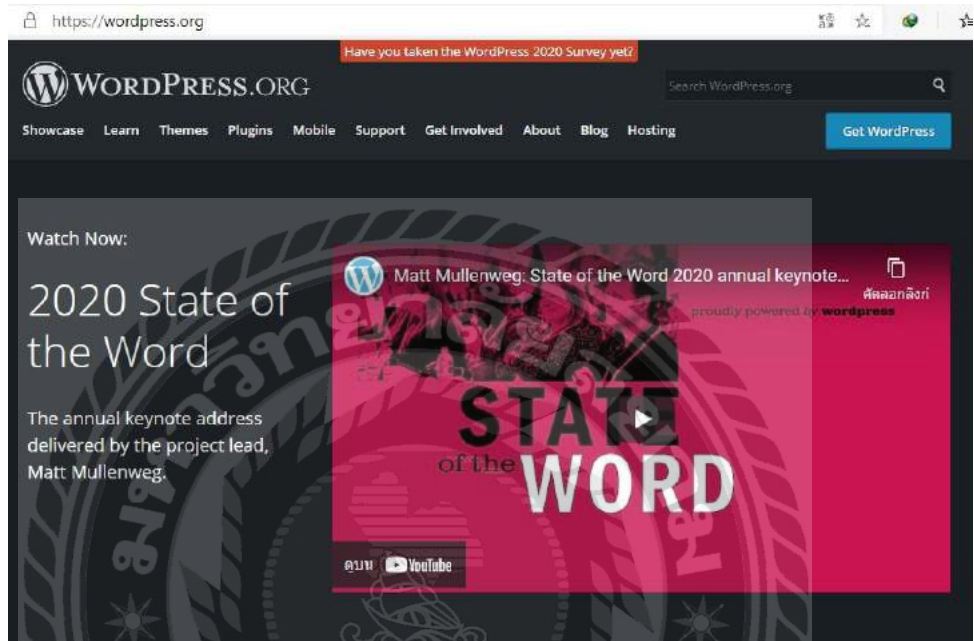 https://wordpress.org
Have you taken the WordPress 2020 Survey yet?
WORDPRESS.ORG
Search WordPress.org
Showcase Learn Themes Plugins Mobile Support Get Involved About Blog Hosting
Get WordPress
Watch Now:
2020 State of
the Word
The annual keynote address
delivered by the project lead,
Matt Mullenweg.
Matt Mullenweg: State of the Word 2020 annual keynote...
คัดลอกลิงก์
proudly powered by wordpress
STATE
of the
WORD
ดูบน YouTube